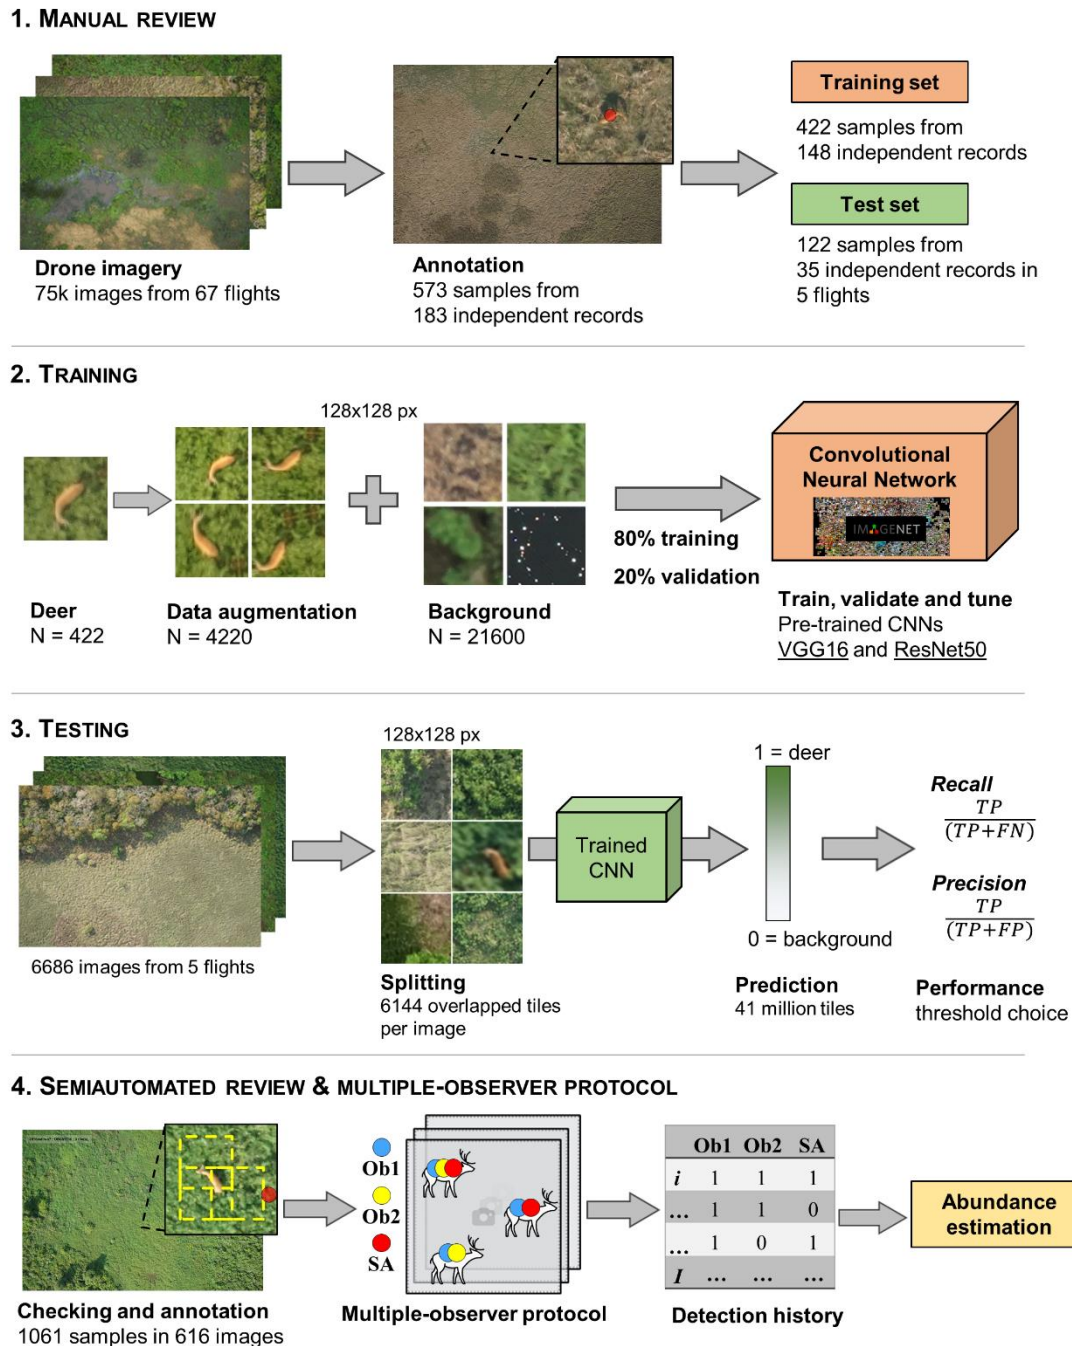 1. MANUAL REVIEW
Training set
422 samples from
148 independent records
Test set
122 samples from
35 independent records in
5 flights
Drone imagery
75k images from 67 flights
Annotation
573 samples from
183 independent records
2. TRAINING
128x128 px
Convolutional
Neural Network
IMAGENET
80% training
20% validation
Deer
N = 422
Data augmentation
N = 4220
Background
N = 21600
Train, validate and tune
Pre-trained CNNs
VGG16 and ResNet50
3. TESTING
128x128 px
1 = deer
Trained
CNN
0 = background
Recall
TP
(TP+FN)
Precision
TP
(TP+FP)
6686 images from 5 flights
Splitting
6144 overlapped tiles
per image
Prediction
41 million tiles
Performance
threshold choice
4. SEMIAUTOMATED REVIEW & MULTIPLE-OBSERVER PROTOCOL
Ob1
Ob2
SA
Ob1 Ob2 SA
i 1 1 1
... 1 1 0
... 1 0 1
I ... ... ...
Abundance
estimation
Checking and annotation
1061 samples in 616 images
Multiple-observer protocol
Detection history